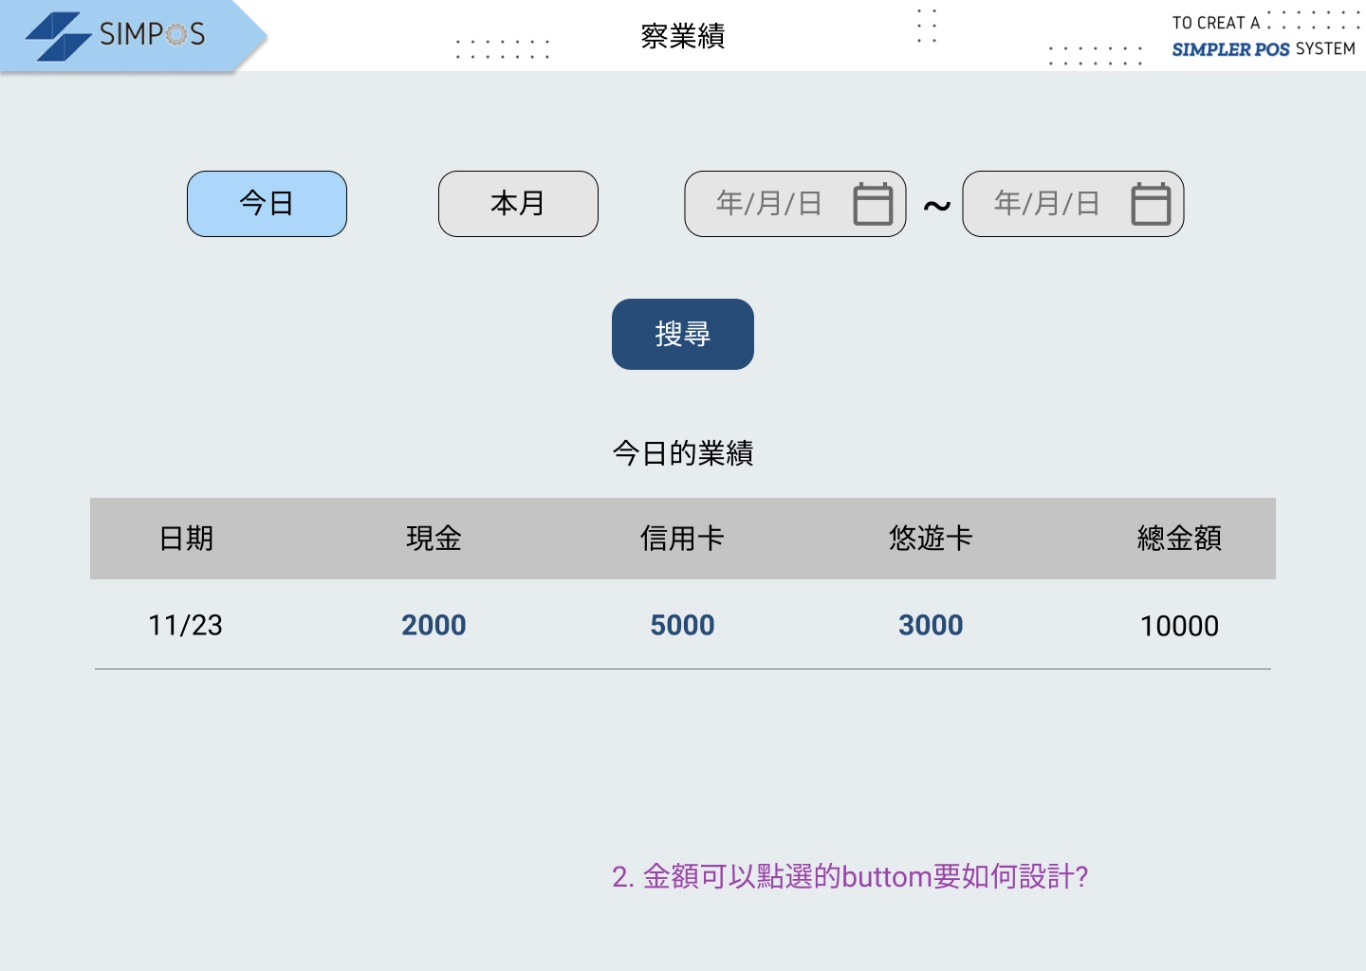 SIMPOS
察業績
TO CREAT A
SIMPLER POS SYSTEM
今日
本月
年/月/日
~
年/月/日
搜尋
今日的業績
日期 現金 信用卡 悠遊卡 總金額
11/23 2000 5000 3000 10000
2. 金額可以點選的buttom要如何設計?